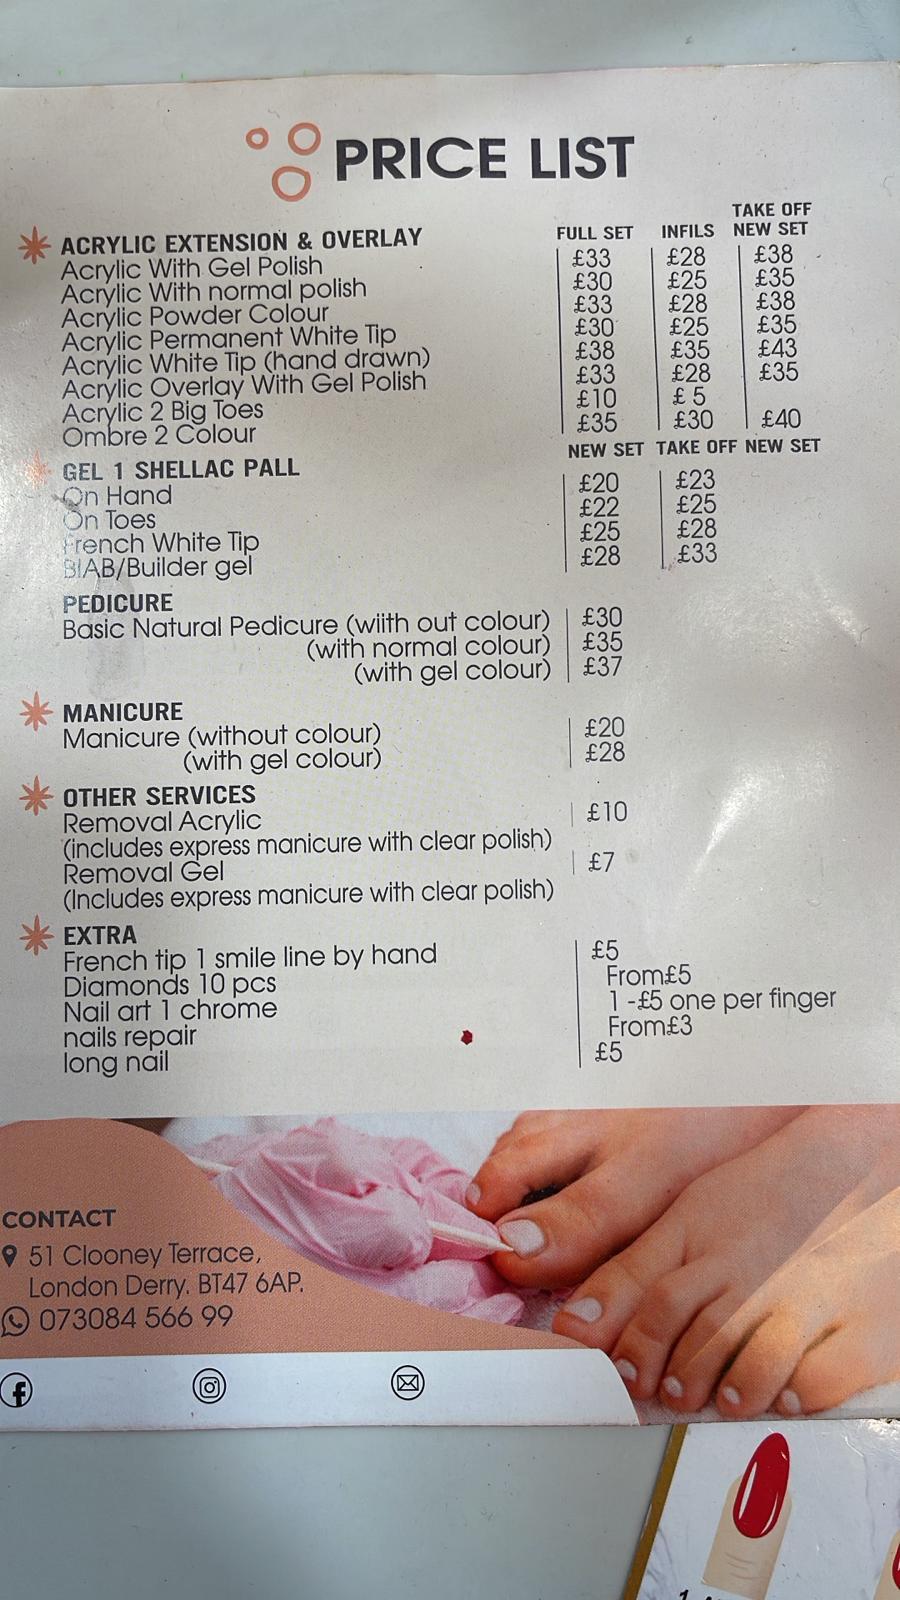 PRICE LIST
TAKE OFF
ACRYLIC EXTENSION & OVERLAY FULL SET INFILS NEW SET
Acrylic With Gel Polish £33 £28 £38
Acrylic With normal polish £30 £25 £35
Acrylic Powder Colour £33 £28 £38
Acrylic Permanent White Tip £30 £25 £35
Acrylic White Tip (hand drawn) £38 £35 £43
Acrylic Overlay With Gel Polish £33 £28 £35
Acrylic 2 Big Toes £10 £ 5
Ombre 2 Colour £35 £30 £40
GEL 1 SHELLAC PALL NEW SET TAKE OFF NEW SET
On Hand £20 £23
On Toes £22 £25
French White Tip £25 £28
BIAB/Builder gel £28 £33
PEDICURE
Basic Natural Pedicure (wiith out colour) £30
(with normal colour) £35
(with gel colour) £37
MANICURE
Manicure (without colour) £20
(with gel colour) £28
OTHER SERVICES
Removal Acrylic £10
(includes express manicure with clear polish)
Removal Gel £7
(Includes express manicure with clear polish)
EXTRA
French tip 1 smile line by hand £5
Diamonds 10 pcs From£5
Nail art 1 chrome 1 -£5 one per finger
nails repair From£3
long nail £5
CONTACT
51 Clooney Terrace,
London Derry. BT47 6AP.
073084 566 99